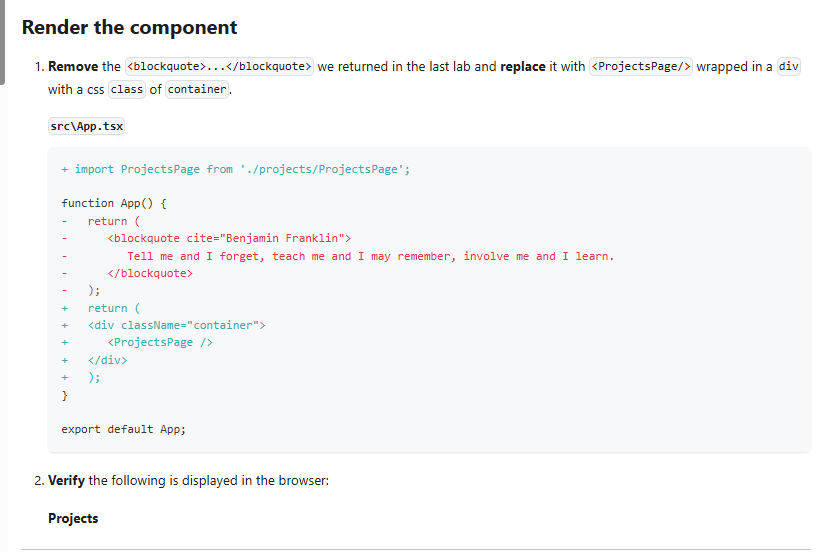 Render the component
1. Remove the <blockquote>...</blockquote> we returned in the last lab and replace it with <ProjectsPage/> wrapped in a div
with a css class of container.
src\App.tsx
+ import ProjectsPage from './projects/ProjectsPage';
function App() {
-   return (
-      <blockquote cite="Benjamin Franklin">
-         Tell me and I forget, teach me and I may remember, involve me and I learn.
-      </blockquote>
-   );
+   return (
+   <div className="container">
+      <ProjectsPage />
+   </div>
+   );
}
export default App;
2. Verify the following is displayed in the browser:
Projects